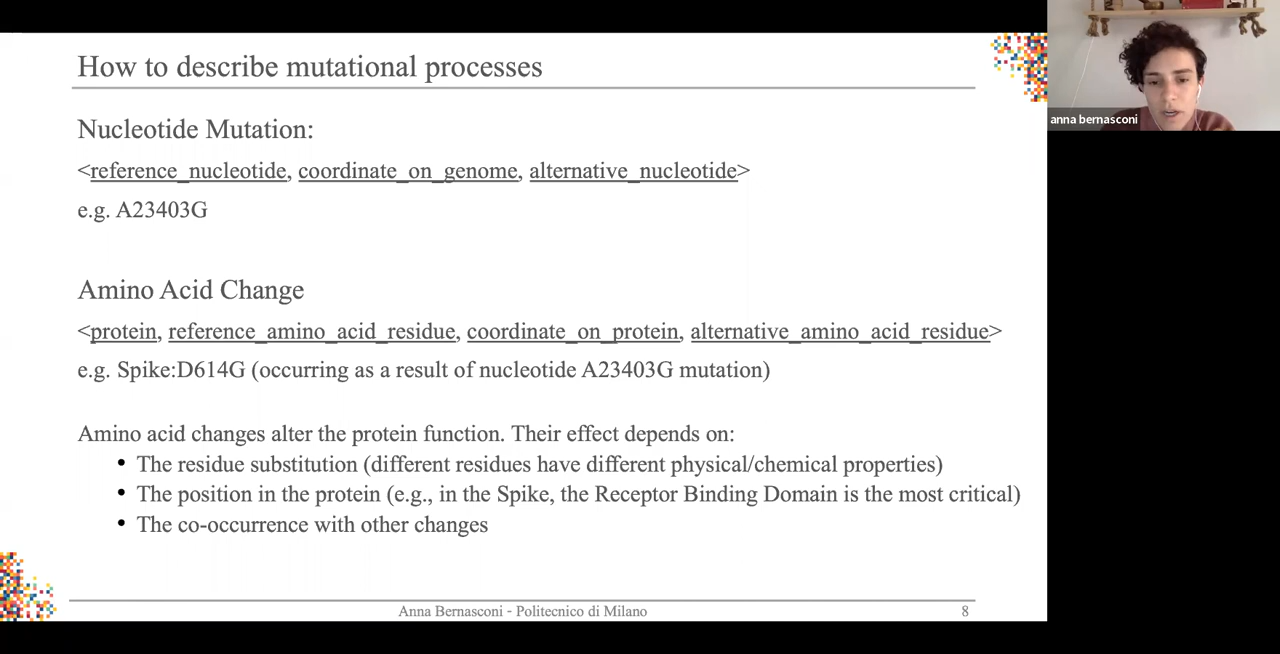 How to describe mutational processes
anna bernasconi
Nucleotide Mutation:
<reference_nucleotide, coordinate_on_genome, alternative_nucleotide>
e.g. A23403G
Amino Acid Change
<protein, reference_amino_acid_residue, coordinate_on_protein, alternative_amino_acid_residue>
e.g. Spike:D614G (occurring as a result of nucleotide A23403G mutation)
Amino acid changes alter the protein function. Their effect depends on:
• The residue substitution (different residues have different physical/chemical properties)
• The position in the protein (e.g., in the Spike, the Receptor Binding Domain is the most critical)
• The co-occurrence with other changes
Anna Bernasconi - Politecnico di Milano
8